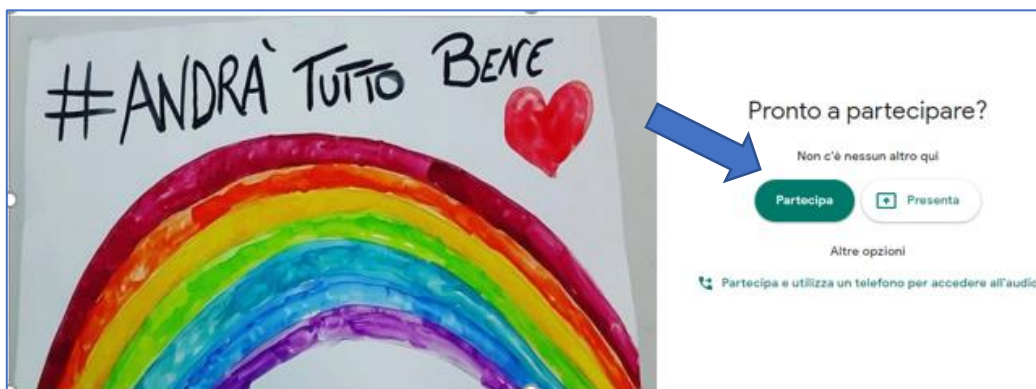 #ANDRÀ TUTTO BENE
Pronto a partecipare?
Non c'è nessun altro qui
Partecipa
Presenta
Altre opzioni
Partecipa e utilizza un telefono per accedere all'audio